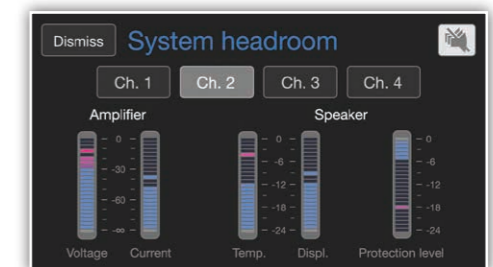 Dismiss System headroom
Ch. 1 Ch. 2 Ch. 3 Ch. 4
Amplifier Speaker
0 0 0
-30 -6 -6
-12 -12
-60 -18 -18
-∞ -24 -24
Voltage Current Temp. Displ. Protection level